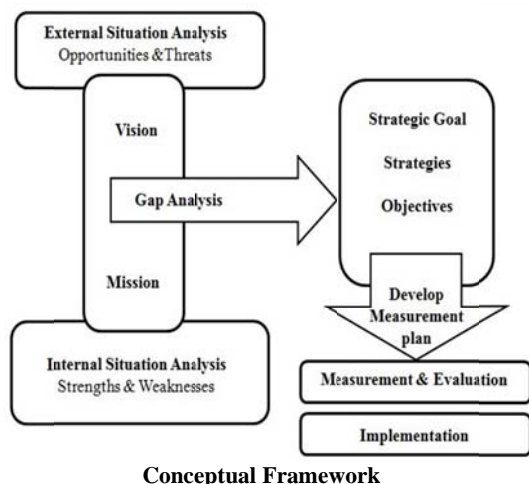 External Situation Analysis
Opportunities &Threats
Vision
Gap Analysis
Mission
Internal Situation Analysis
Strengths & Weaknesses
Strategic Goal
Strategies
Objectives
Develop
Measurement
plan
Measurement & Evaluation
Implementation
Conceptual Framework